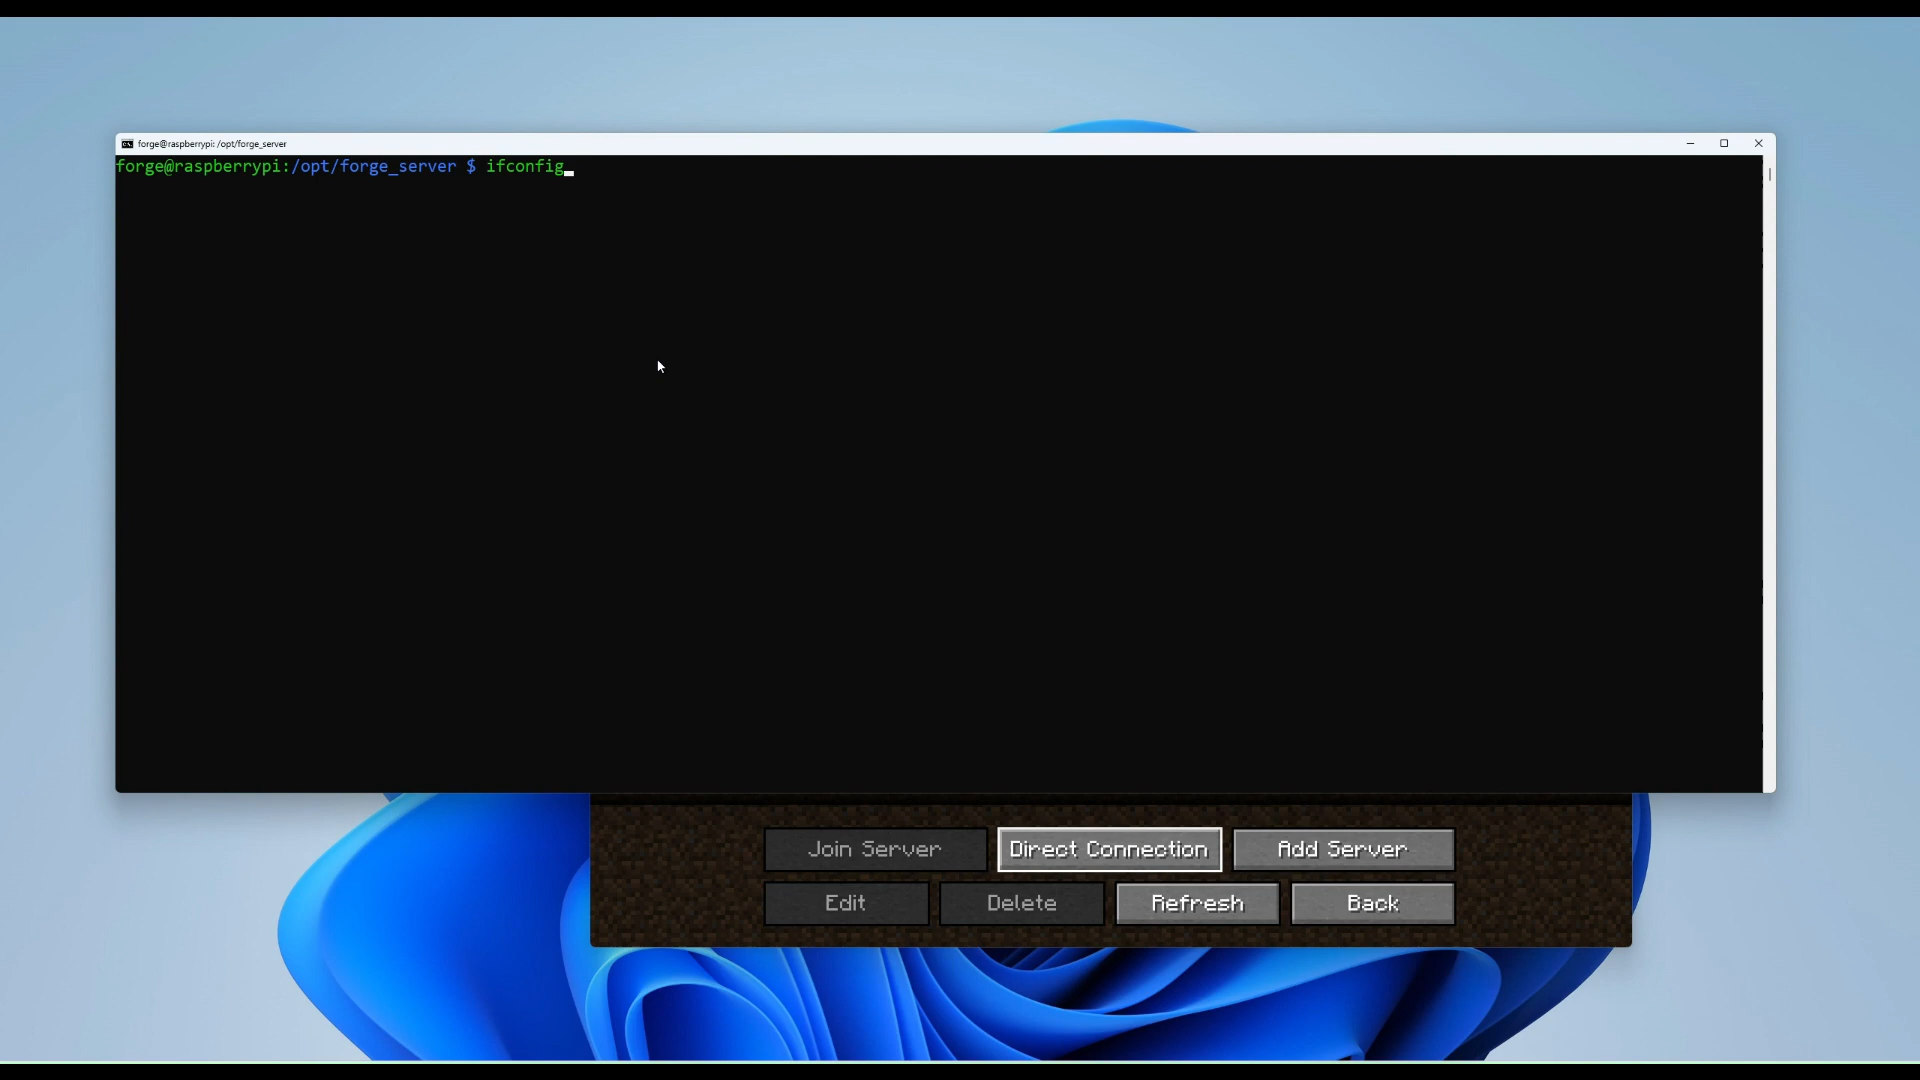 forge@raspberrypi: /opt/forge_server
forge@raspberrypi:/opt/forge_server $ ifconfig
Join Server
Direct Connection
Add Server
Edit
Delete
Refresh
Back